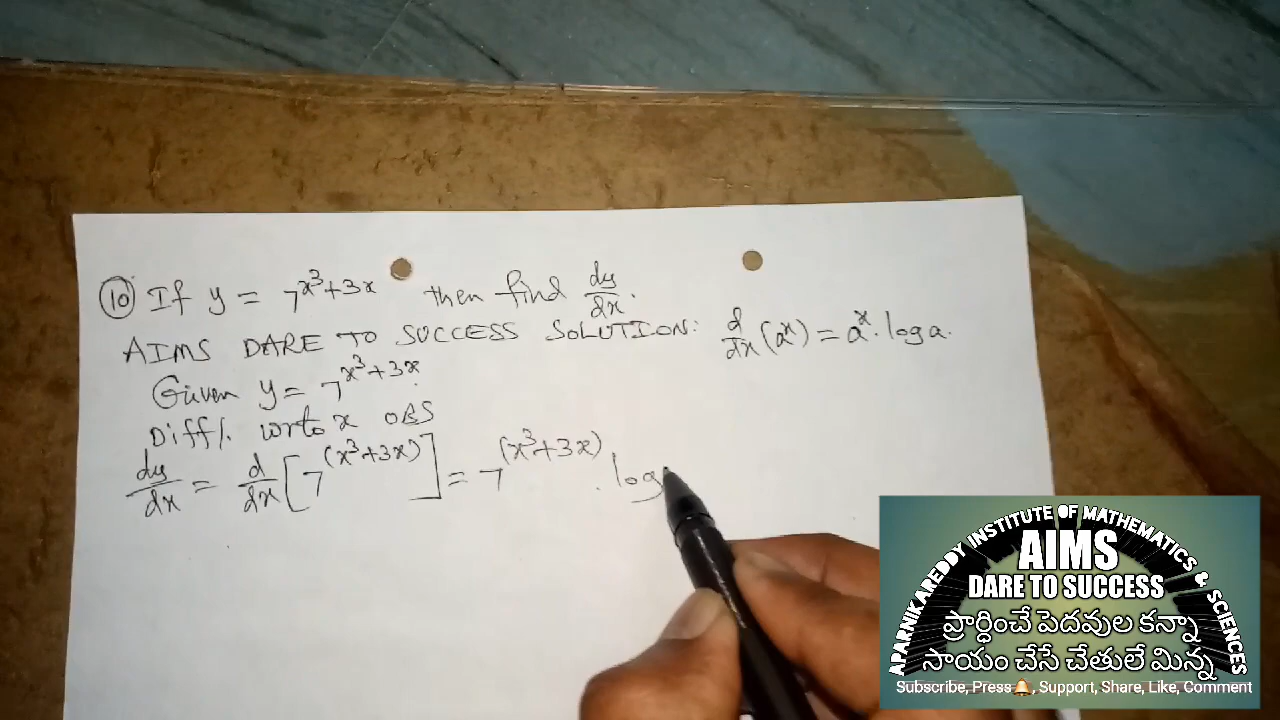 10 If y = 7^x³+3x then find dy/dx.
AIMS DARE TO SUCCESS SOLUTION: d/dx (a^x) = a^x . log a.
Given y = 7^x³+3x.
Diff/. w.r.to x OBS
dy/dx = d/dx [7^(x³+3x)] = 7^(x³+3x) . log
APARNIKAREDDY INSTITUTE OF MATHEMATICS & SCIENCES
AIMS
DARE TO SUCCESS
ప్రార్ధించే పెదవుల కన్నా
సాయం చేసే చేతులే మిన్న
Subscribe, Press🔔, Support, Share, Like, Comment